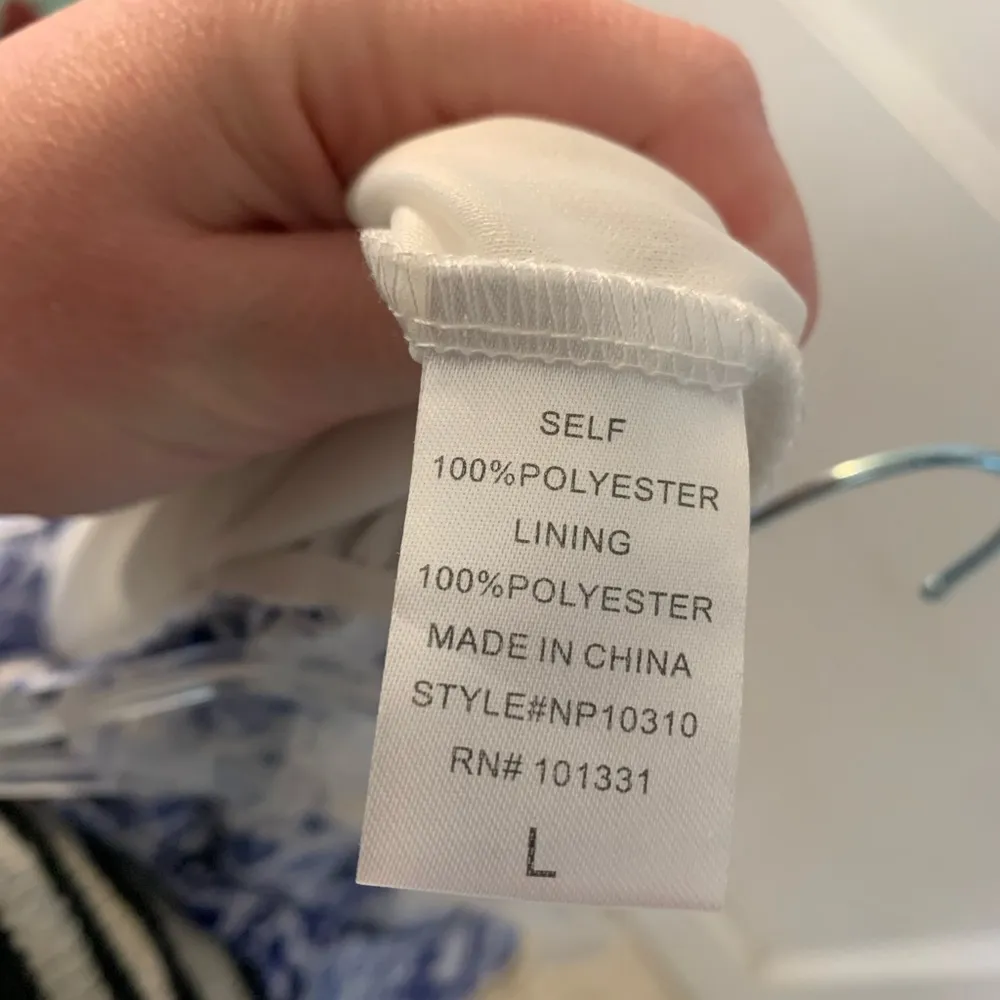 SELF
100%POLYESTER
LINING
100%POLYESTER
MADE IN CHINA
STYLE#NP10310
RN# 101331
L